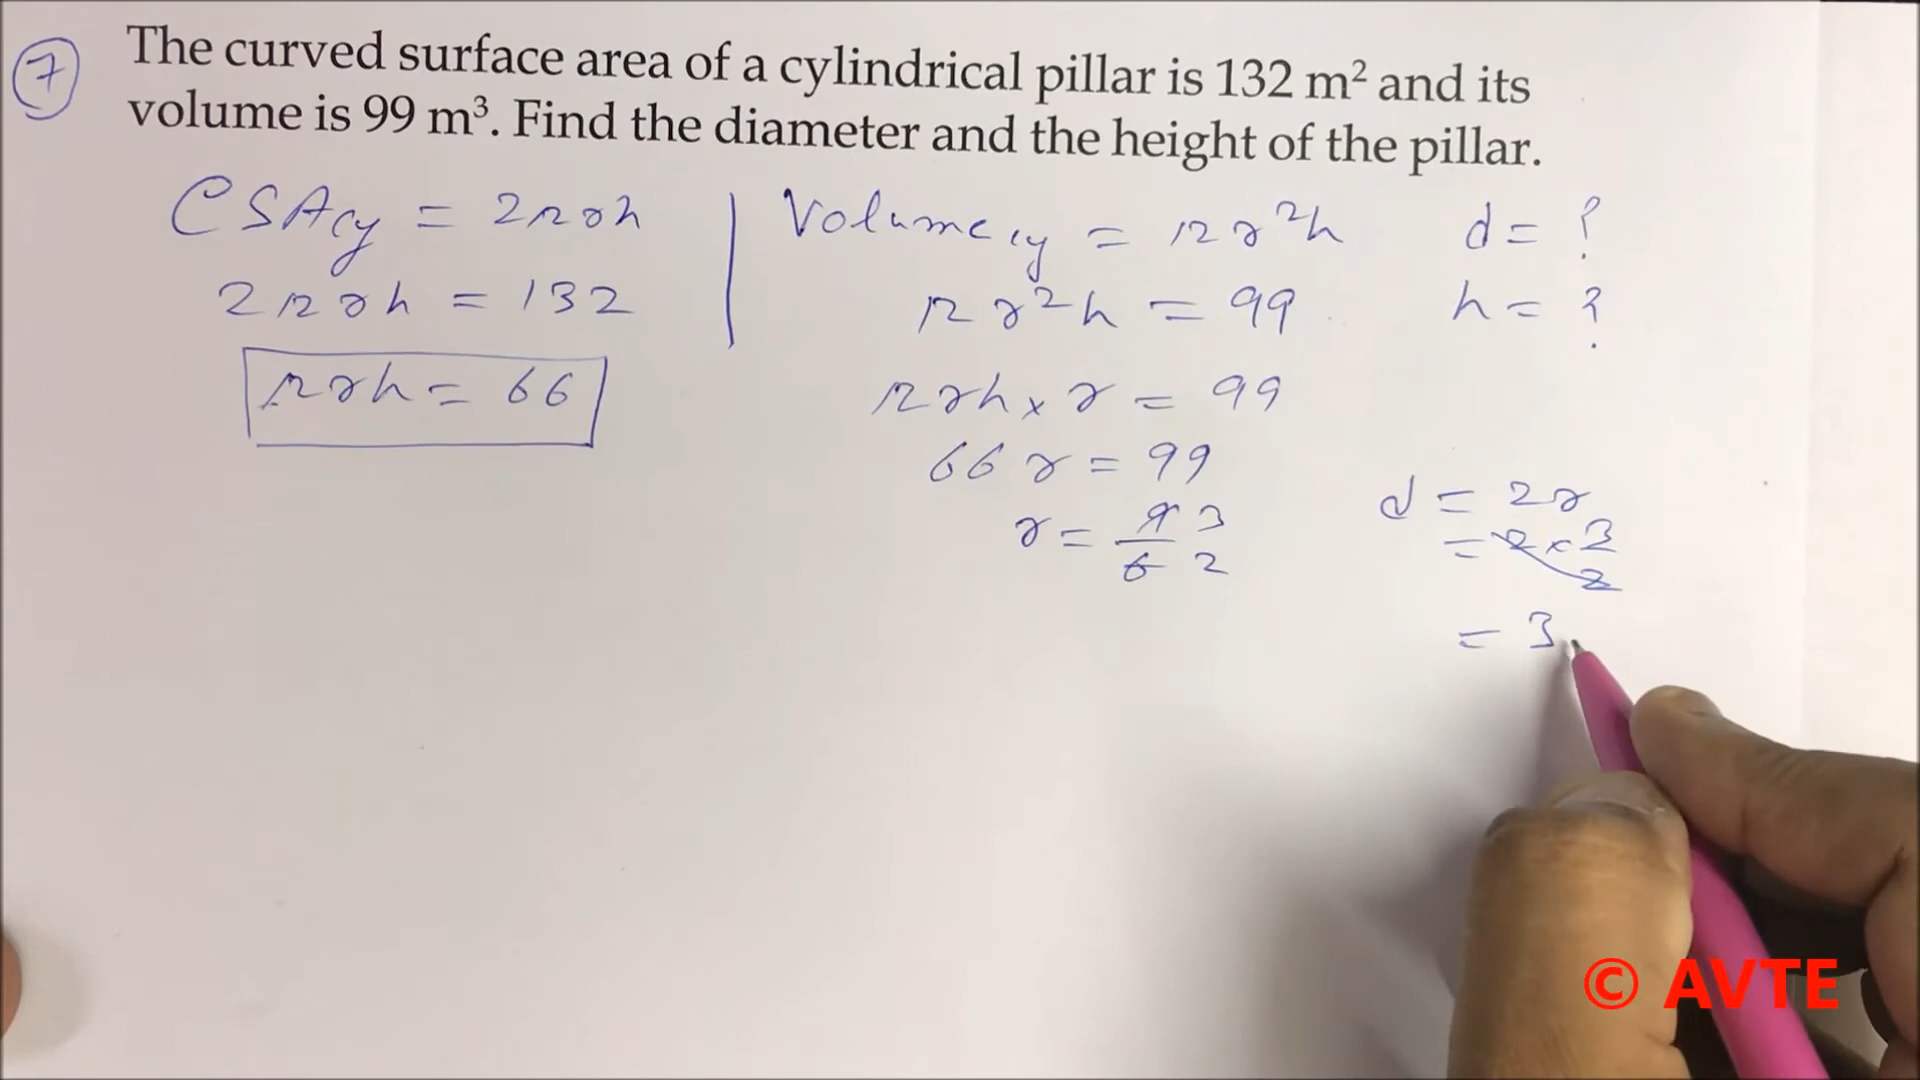 7
The curved surface area of a cylindrical pillar is 132 m² and its
volume is 99 m³. Find the diameter and the height of the pillar.
CSAcy = 2πrh
2πrh = 132
πrh = 66
Volumecy = πr²h
πr²h = 99
πrh × r = 99
66 r = 99
r = 9/6 3/2
d = ?
h = ?
d = 2r
= 2 × 3/2
= 3
© AVTE